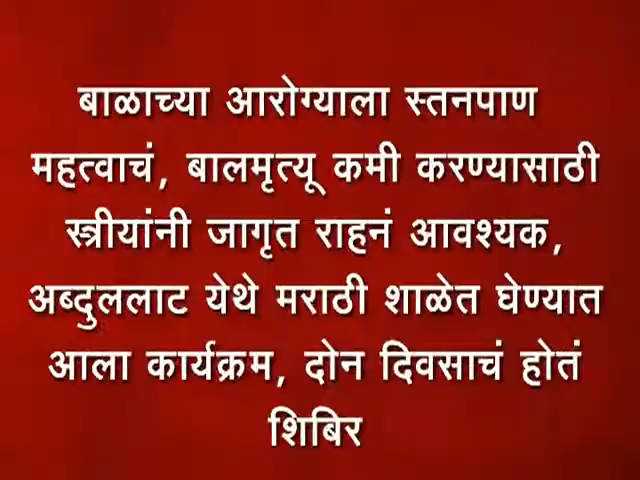 बाळाच्या आरोग्याला स्तनपाण
महत्वाचं, बालमृत्यू कमी करण्यासाठी
स्त्रीयांनी जागृत राहनं आवश्यक,
अब्दुललाट येथे मराठी शाळेत घेण्यात
आला कार्यक्रम, दोन दिवसाचं होतं
शिबिर